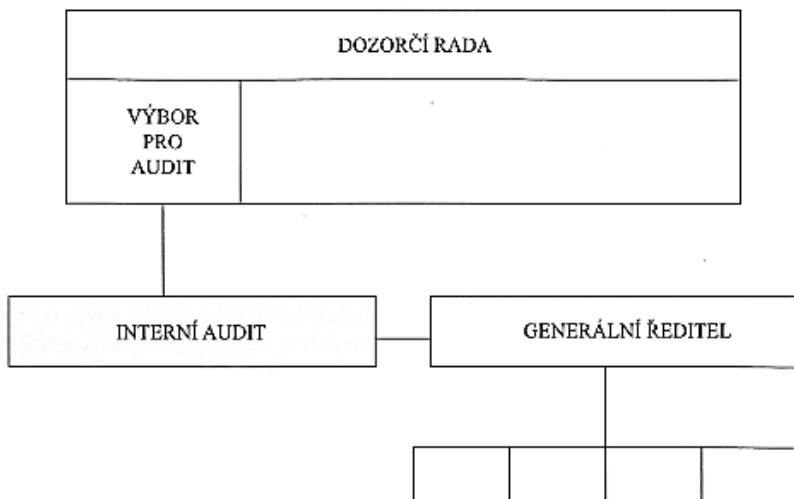 DOZORČÍ RADA
VÝBOR
PRO
AUDIT
INTERNÍ AUDIT
GENERÁLNÍ ŘEDITEL